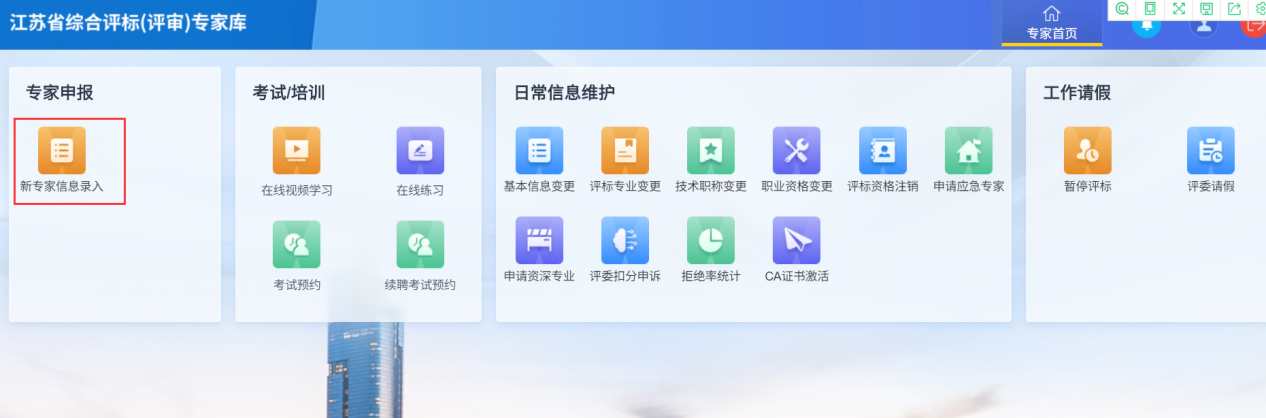 江苏省综合评标(评审)专家库
专家首页
专家申报
新专家信息录入
考试/培训
在线视频学习
在线练习
考试预约
续聘考试预约
日常信息维护
基本信息变更
评标专业变更
技术职称变更
职业资格变更
评标资格注销
申请应急专家
申请资深专业
评委扣分申诉
拒绝率统计
CA证书激活
工作请假
暂停评标
评委请假